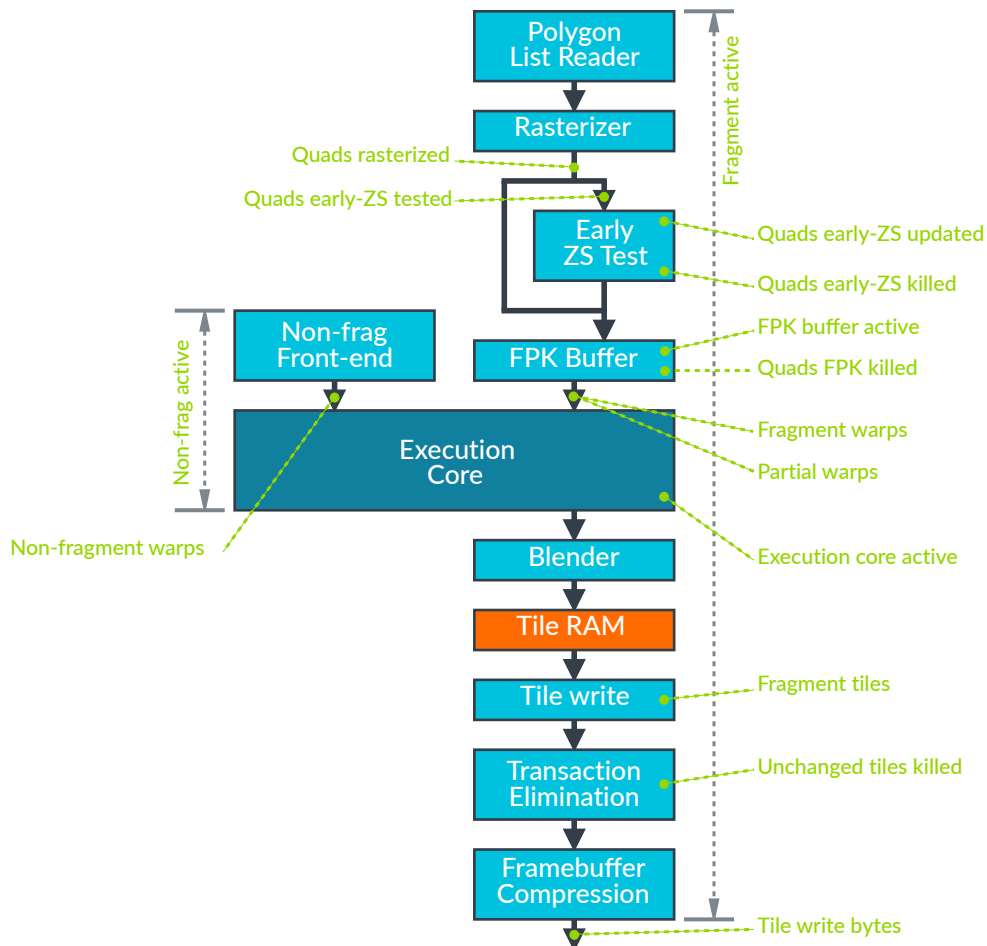 Polygon
List Reader
Fragment active
Rasterizer
Quads rasterized
Quads early-ZS tested
Early
ZS Test
Quads early-ZS updated
Quads early-ZS killed
Non-frag
Front-end
FPK Buffer
FPK buffer active
Quads FPK killed
Non-frag active
Execution
Core
Fragment warps
Partial warps
Non-fragment warps
Execution core active
Blender
Tile RAM
Tile write
Fragment tiles
Transaction
Elimination
Unchanged tiles killed
Framebuffer
Compression
Tile write bytes